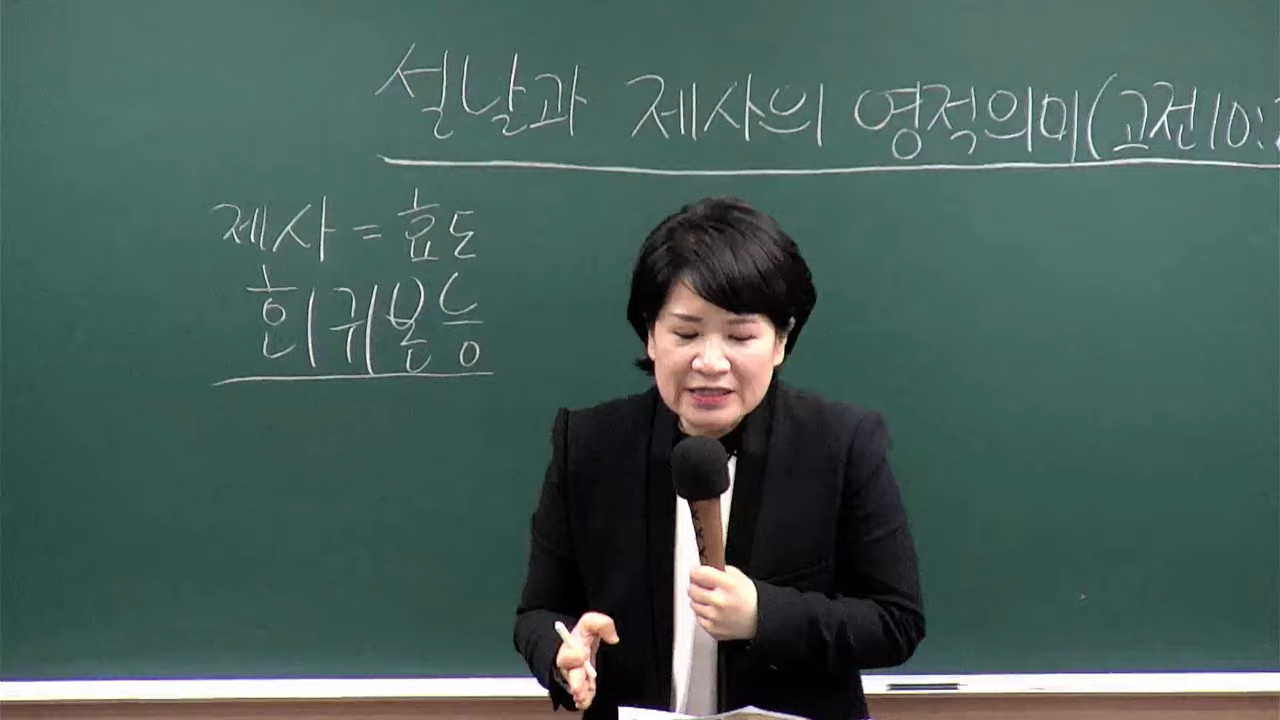 설날과 제사의 영적의미(고전10:
제사 = 효도
회귀본능